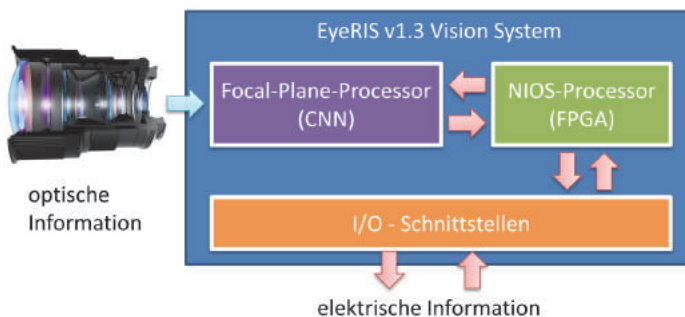 EyeRIS v1.3 Vision System
Focal-Plane-Processor
(CNN)
NIOS-Processor
(FPGA)
optische
Information
I/O - Schnittstellen
elektrische Information